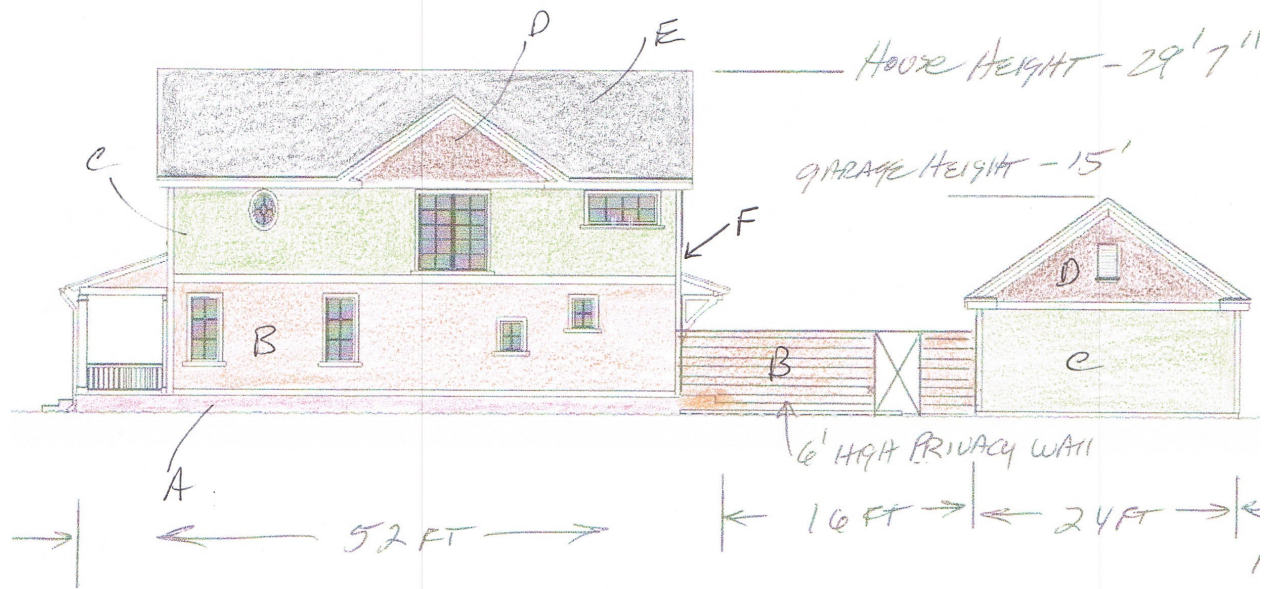 D
E
HOUSE HEIGHT - 29' 7"
C
GARAGE HEIGHT - 15'
F
D
B
B
C
6' HIGH PRIVACY WALL
A.
52 FT
16 FT
24 FT